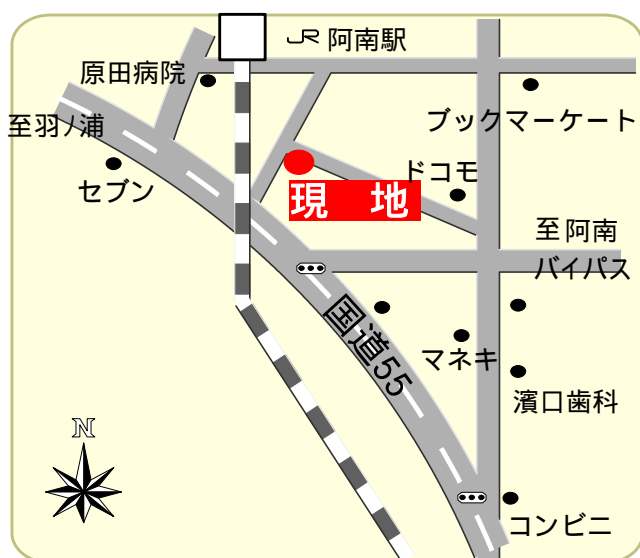 JR 阿南駅
原田病院
ブックマーケート
至羽ノ浦
セブン
ドコモ
現 地
至 阿南
バイパス
国道55
マネキ
濱口歯科
N
コンビニ